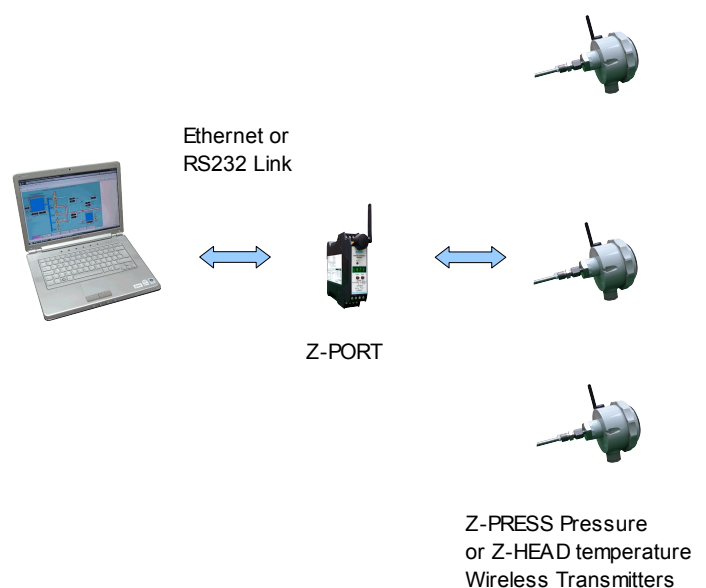 Ethernet or
RS232 Link
Z-PORT
Z-PRESS Pressure
or Z-HEAD temperature
Wireless Transmitters